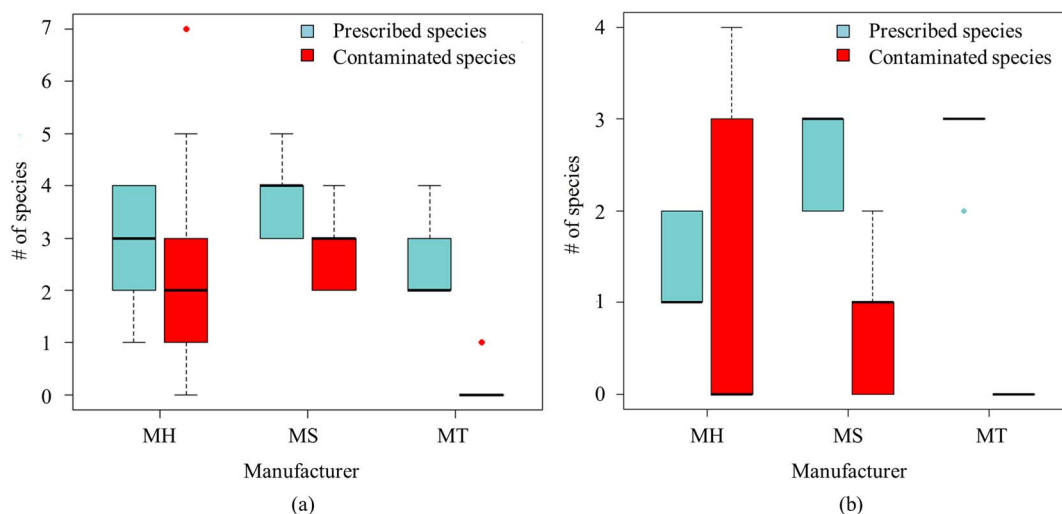 7
6
5
4
3
2
1
0
# of species
Prescribed species
Contaminated species
MH
MS
MT
Manufacturer
(a)
4
3
2
1
0
# of species
Prescribed species
Contaminated species
MH
MS
MT
Manufacturer
(b)